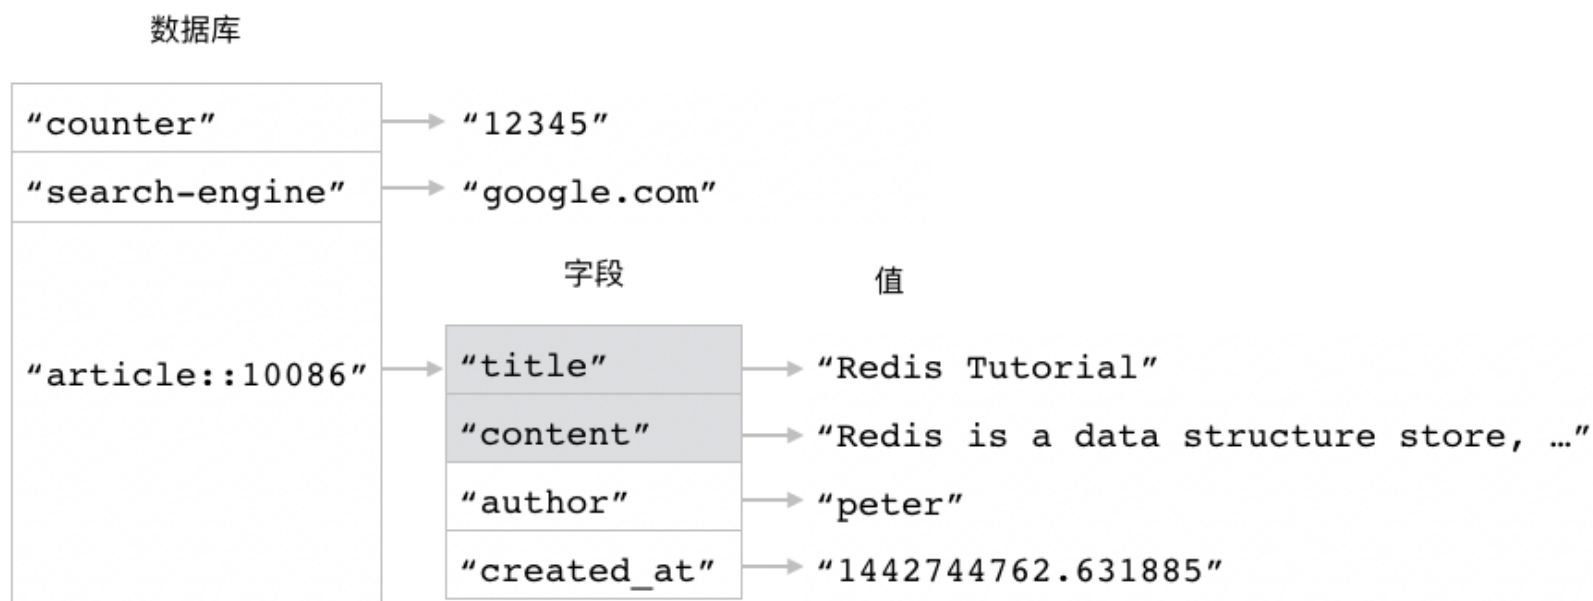 数据库
“counter” “12345”
“search-engine” “google.com”
字段 值
“article::10086” “title” “Redis Tutorial”
“content” “Redis is a data structure store, …”
“author” “peter”
“created_at” “1442744762.631885”